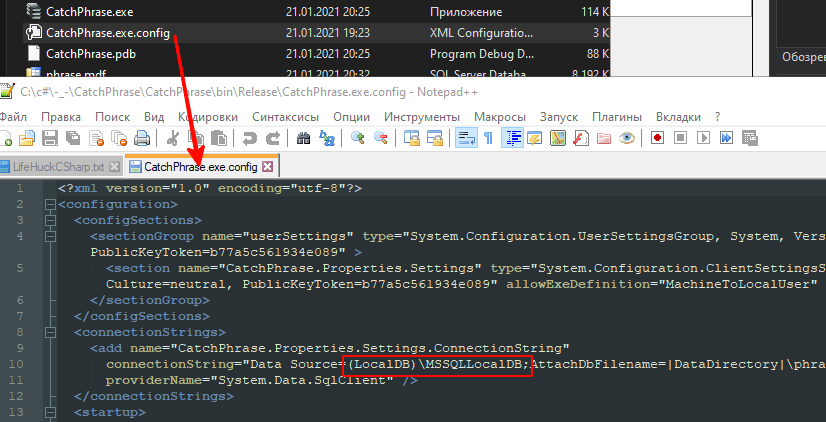 CatchPhrase.exe 21.01.2021 20:25 Приложение 114 K
CatchPhrase.exe.config 21.01.2021 19:23 XML Configuratio... 3 K
CatchPhrase.pdb 21.01.2021 20:25 Program Debug D... 88 K
phrase.mdf 21.01.2021 20:32 SQL Server Databa... 8 192 K
Обозрев
C:\c#\-_-\CatchPhrase\CatchPhrase\bin\Release\CatchPhrase.exe.config - Notepad++
Файл Правка Поиск Вид Кодировки Синтаксисы Опции Инструменты Макросы Запуск Плагины Вкладки ?
LifeHuckCSharp.txt CatchPhrase.exe.config
1 <?xml version="1.0" encoding="utf-8"?>
2 <configuration>
3 <configSections>
4 <sectionGroup name="userSettings" type="System.Configuration.UserSettingsGroup, System, Vers
PublicKeyToken=b77a5c561934e089" >
5 <section name="CatchPhrase.Properties.Settings" type="System.Configuration.ClientSettingsS
Culture=neutral, PublicKeyToken=b77a5c561934e089" allowExeDefinition="MachineToLocalUser"
6 </sectionGroup>
7 </configSections>
8 <connectionStrings>
9 <add name="CatchPhrase.Properties.Settings.ConnectionString"
10 connectionString="Data Source=(LocalDB)\MSSQLLocalDB;AttachDbFilename=|DataDirectory|\phra
11 providerName="System.Data.SqlClient" />
12 </connectionStrings>
13 <startup>